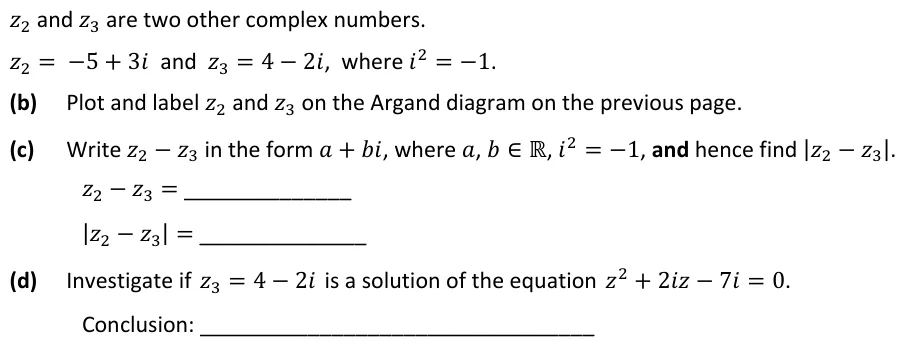 z₂ and z₃ are two other complex numbers.
z₂ = −5 + 3i and z₃ = 4 − 2i, where i² = −1.
(b) Plot and label z₂ and z₃ on the Argand diagram on the previous page.
(c) Write z₂ − z₃ in the form a + bi, where a, b ∈ ℝ, i² = −1, and hence find |z₂ − z₃|.
z₂ − z₃ = ______________
|z₂ − z₃| = ______________
(d) Investigate if z₃ = 4 − 2i is a solution of the equation z² + 2iz − 7i = 0.
Conclusion: ________________________________